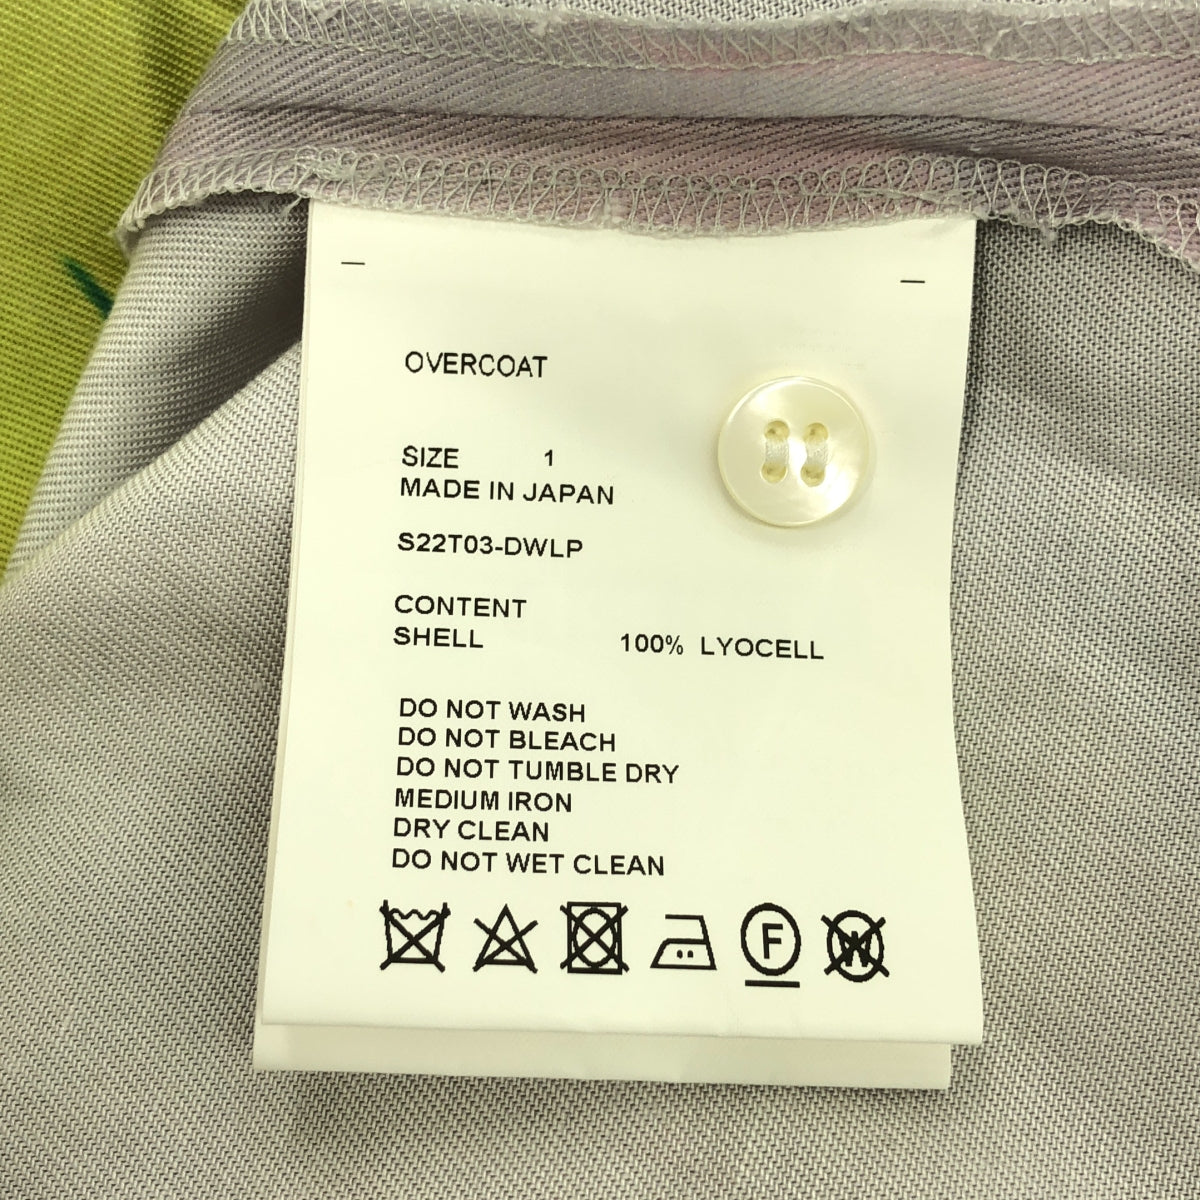 OVERCOAT
SIZE 1
MADE IN JAPAN
S22T03-DWLP
CONTENT
SHELL 100% LYOCELL
DO NOT WASH
DO NOT BLEACH
DO NOT TUMBLE DRY
MEDIUM IRON
DRY CLEAN
DO NOT WET CLEAN
F W